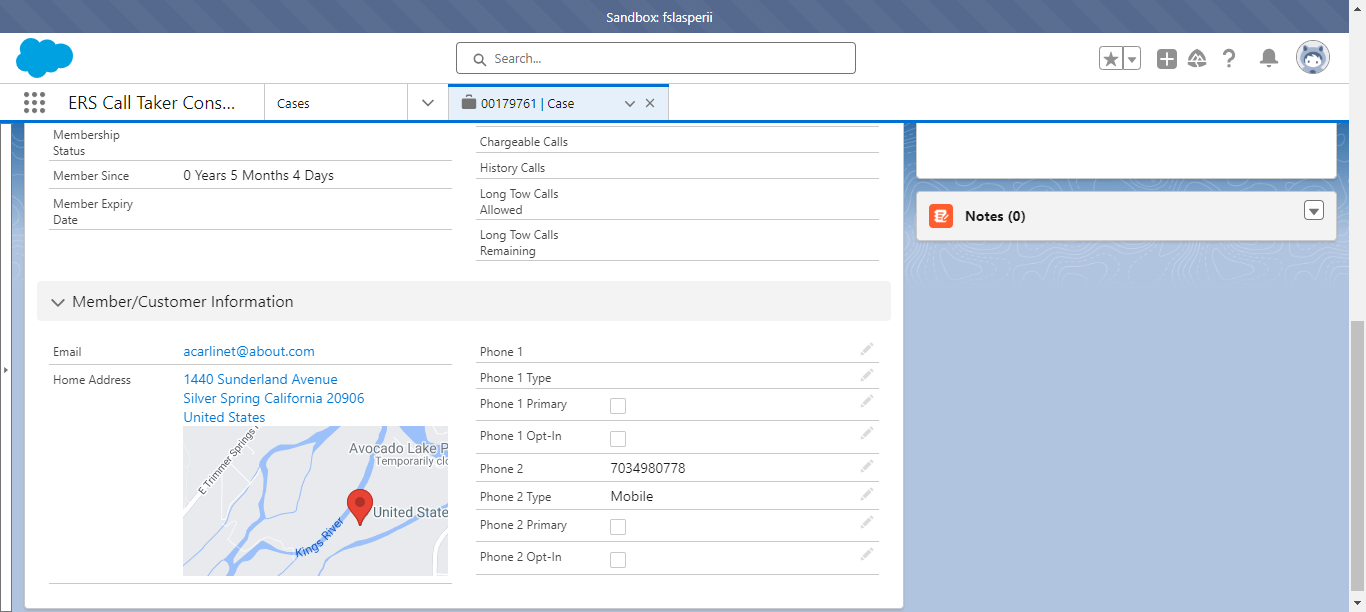 Sandbox: fslasperii
Search...
ERS Call Taker Cons...
Cases
00179761 | Case
Membership
Status
Member Since
0 Years 5 Months 4 Days
Member Expiry
Date
Chargeable Calls
History Calls
Long Tow Calls
Allowed
Long Tow Calls
Remaining
Notes (0)
Member/Customer Information
Email
acarlinet@about.com
Home Address
1440 Sunderland Avenue
Silver Spring California 20906
United States
E Trimmer Springs
Avocado Lake P
Temporarily clo
United State
Kings River
Phone 1
Phone 1 Type
Phone 1 Primary
Phone 1 Opt-In
Phone 2
7034980778
Phone 2 Type
Mobile
Phone 2 Primary
Phone 2 Opt-In